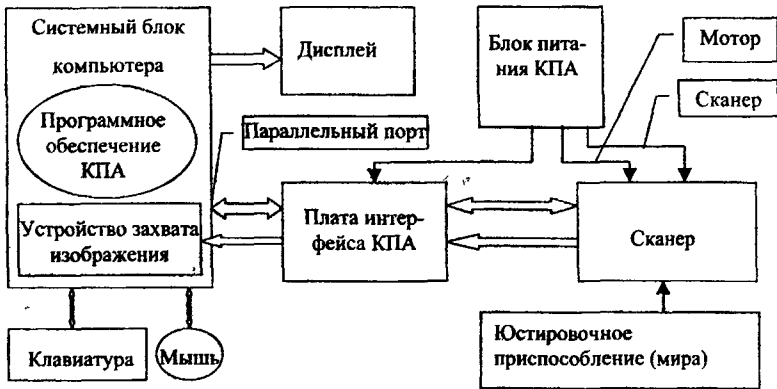 Системный блок
компьютера
Программное
обеспечение
КПА
Устройство захвата
изображения
Дисплей
Параллельный порт
Блок пита-
ния КПА
Мотор
Сканер
Плата интер-
фейса КПА
Сканер
Клавиатура
Мышь
Юстировочное
приспособление (мира)